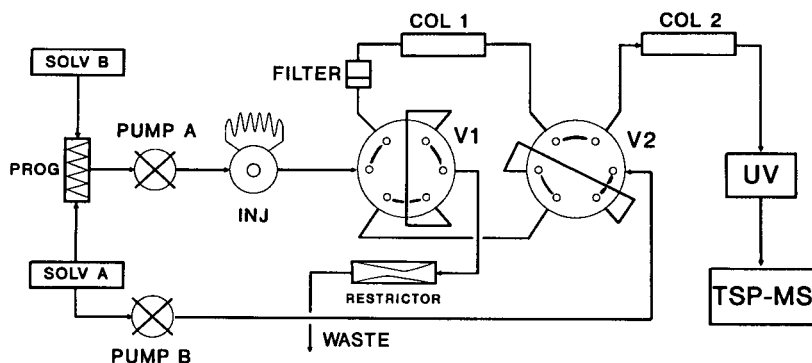 COL 1
COL 2
SOLV B
FILTER
PUMP A
V1
V2
PROG
INJ
UV
SOLV A
RESTRICTOR
TSP-MS
WASTE
PUMP B